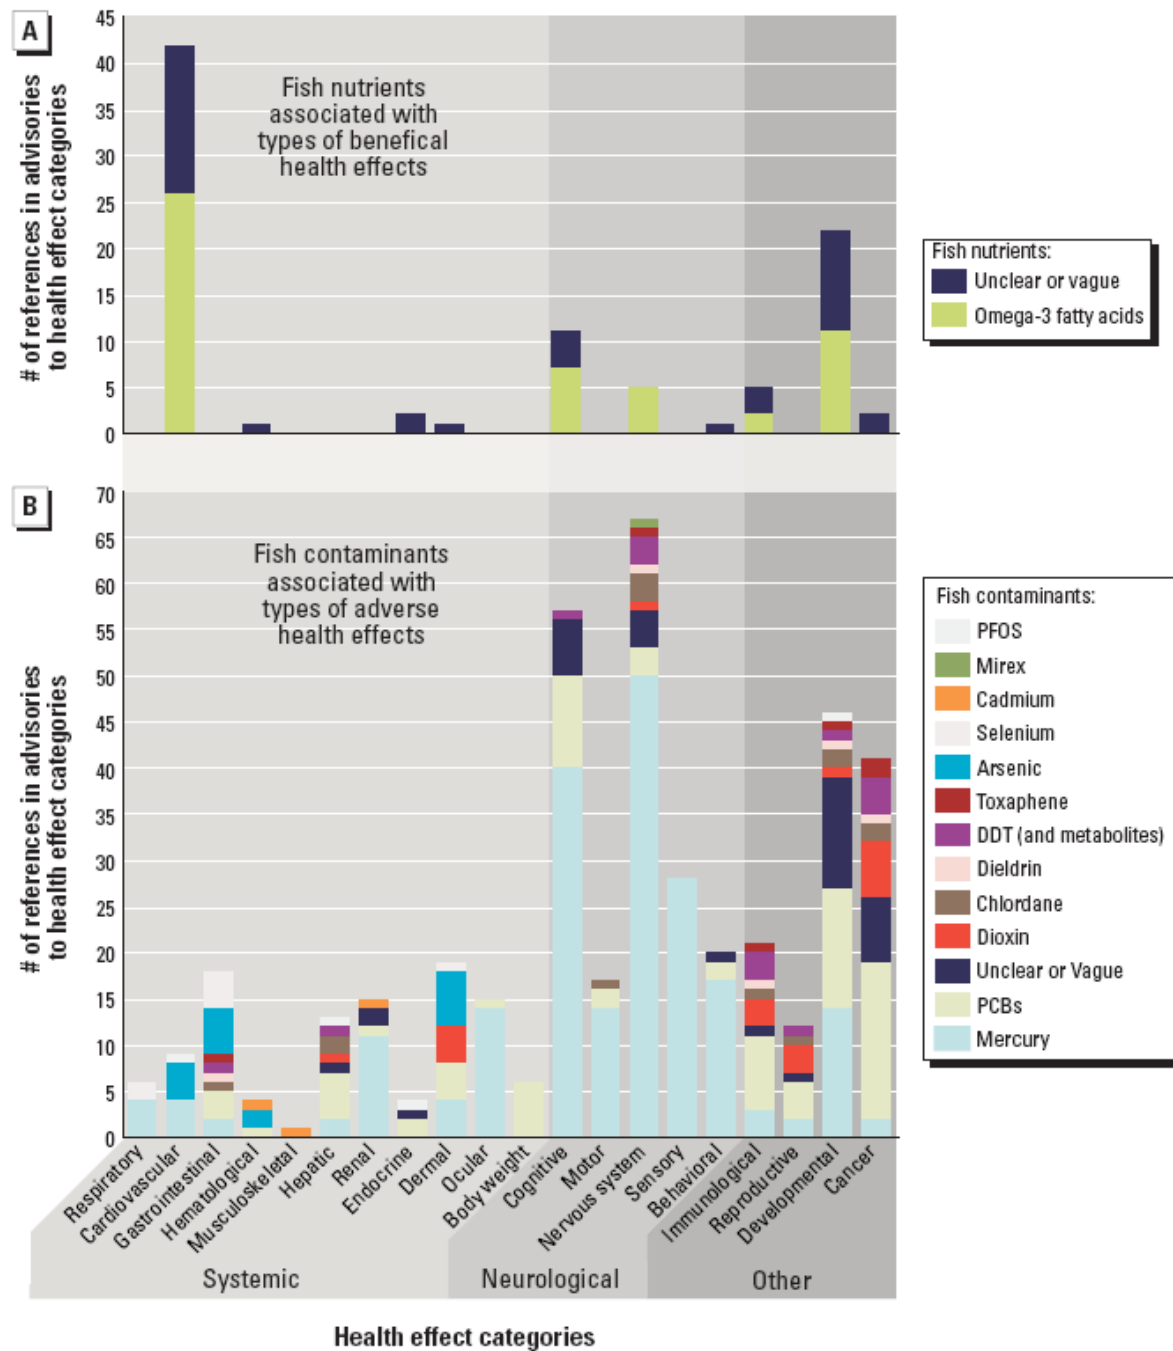 A
# of references in advisories
to health effect categories
45
40
35
30
25
20
15
10
5
0
Fish nutrients
associated with
types of benefical
health effects
Fish nutrients:
Unclear or vague
Omega-3 fatty acids
B
# of references in advisories
to health effect categories
70
65
60
55
50
45
40
35
30
25
20
15
10
5
0
Fish contaminants
associated with
types of adverse
health effects
Fish contaminants:
PFOS
Mirex
Cadmium
Selenium
Arsenic
Toxaphene
DDT (and metabolites)
Dieldrin
Chlordane
Dioxin
Unclear or Vague
PCBs
Mercury
Respiratory
Cardiovascular
Gastrointestinal
Hematological
Musculoskeletal
Hepatic
Renal
Endocrine
Dermal
Ocular
Body weight
Cognitive
Motor
Nervous system
Sensory
Behavioral
Immunological
Reproductive
Developmental
Cancer
Systemic
Neurological
Other
Health effect categories